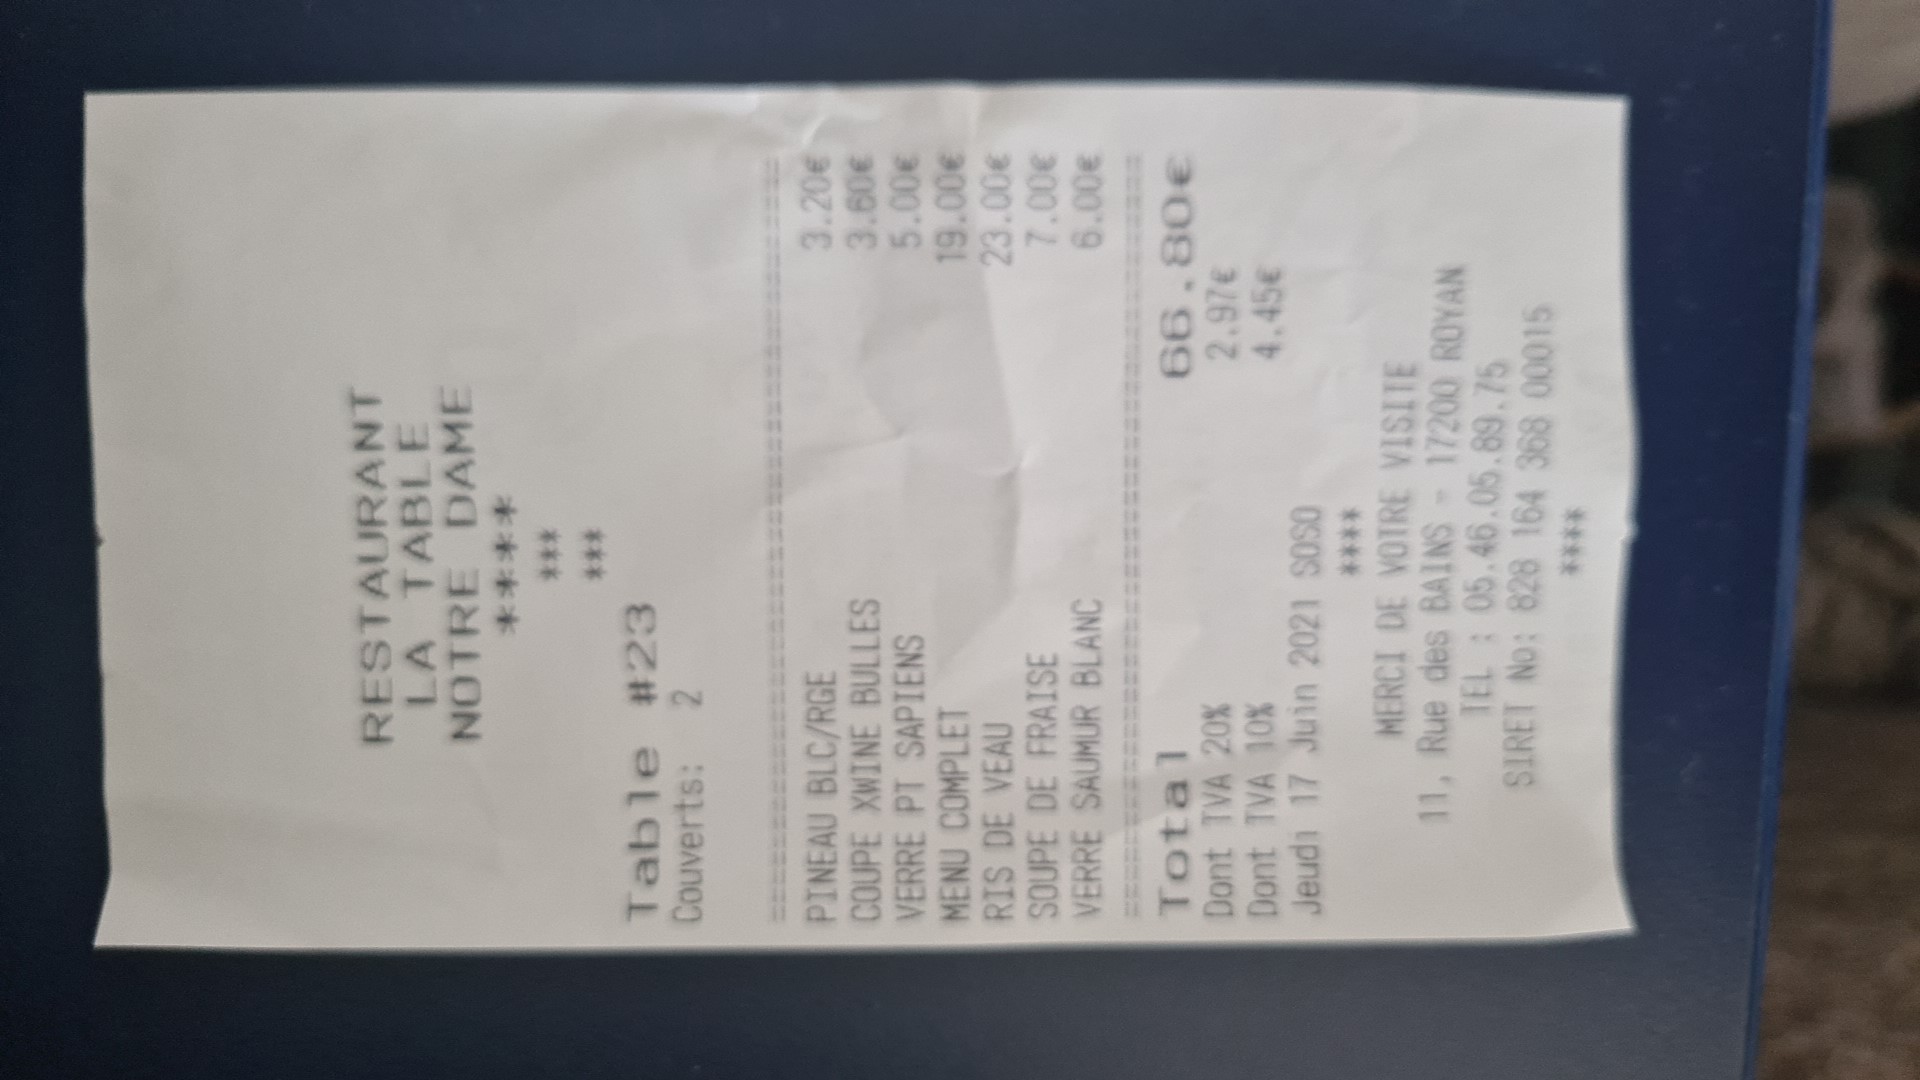 RESTAURANT
LA TABLE
NOTRE DAME
*****
***
***
Table #23
Couverts: 2
================================
PINEAU BLC/RGE 3.20€
COUPE XWINE BULLES 3.60€
VERRE PT SAPIENS 5.00€
MENU COMPLET 19.00€
RIS DE VEAU 23.00€
SOUPE DE FRAISE 7.00€
VERRE SAUMUR BLANC 6.00€
================================
Total 66.80€
Dont TVA 20% 2.97€
Dont TVA 10% 4.45€
Jeudi 17 Juin 2021 SOSO
****
MERCI DE VOTRE VISITE
11, Rue des BAINS - 17200 ROYAN
TEL : 05.46.05.89.75
SIRET No: 828 164 368 00015
****